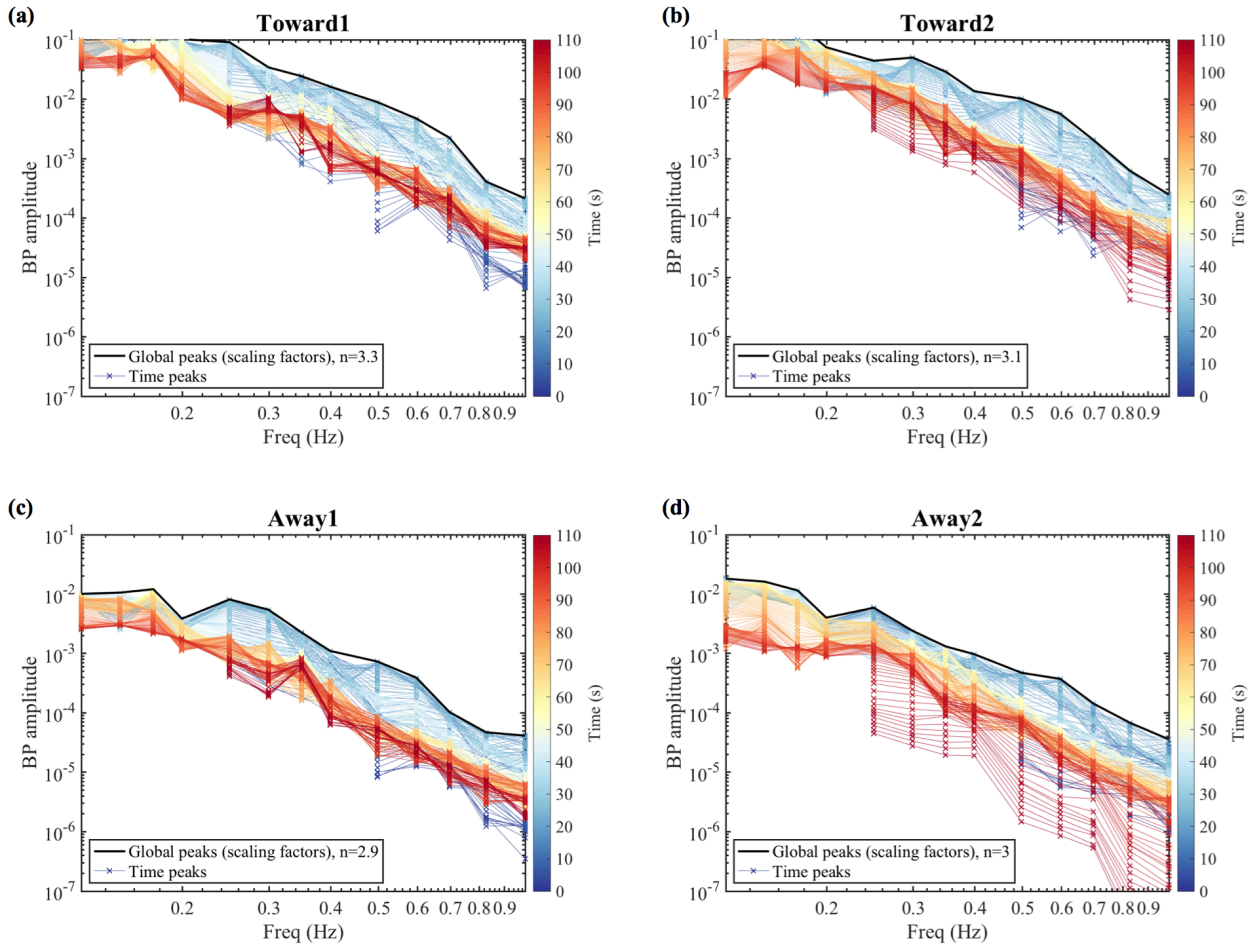 (a)
Toward1
10^-1
10^-2
10^-3
10^-4
10^-5
10^-6
10^-7
BP amplitude
Global peaks (scaling factors), n=3.3
Time peaks
0.2 0.3 0.4 0.5 0.6 0.7 0.8 0.9
Freq (Hz)
110
100
90
80
70
60
50
40
30
20
10
0
Time (s)
(b)
Toward2
10^-1
10^-2
10^-3
10^-4
10^-5
10^-6
10^-7
BP amplitude
Global peaks (scaling factors), n=3.1
Time peaks
0.2 0.3 0.4 0.5 0.6 0.7 0.8 0.9
Freq (Hz)
110
100
90
80
70
60
50
40
30
20
10
0
Time (s)
(c)
Away1
10^-1
10^-2
10^-3
10^-4
10^-5
10^-6
10^-7
BP amplitude
Global peaks (scaling factors), n=2.9
Time peaks
0.2 0.3 0.4 0.5 0.6 0.7 0.8 0.9
Freq (Hz)
110
100
90
80
70
60
50
40
30
20
10
0
Time (s)
(d)
Away2
10^-1
10^-2
10^-3
10^-4
10^-5
10^-6
10^-7
BP amplitude
Global peaks (scaling factors), n=3
Time peaks
0.2 0.3 0.4 0.5 0.6 0.7 0.8 0.9
Freq (Hz)
110
100
90
80
70
60
50
40
30
20
10
0
Time (s)